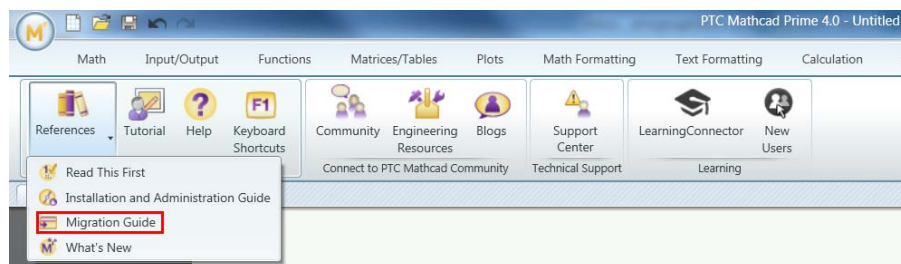 PTC Mathcad Prime 4.0 - Untitled
Math Input/Output Functions Matrices/Tables Plots Math Formatting Text Formatting Calculation
References Tutorial Help Keyboard Shortcuts Community Engineering Resources Blogs Support Center LearningConnector New Users
F1
Connect to PTC Mathcad Community Technical Support Learning
Read This First
Installation and Administration Guide
Migration Guide
What's New